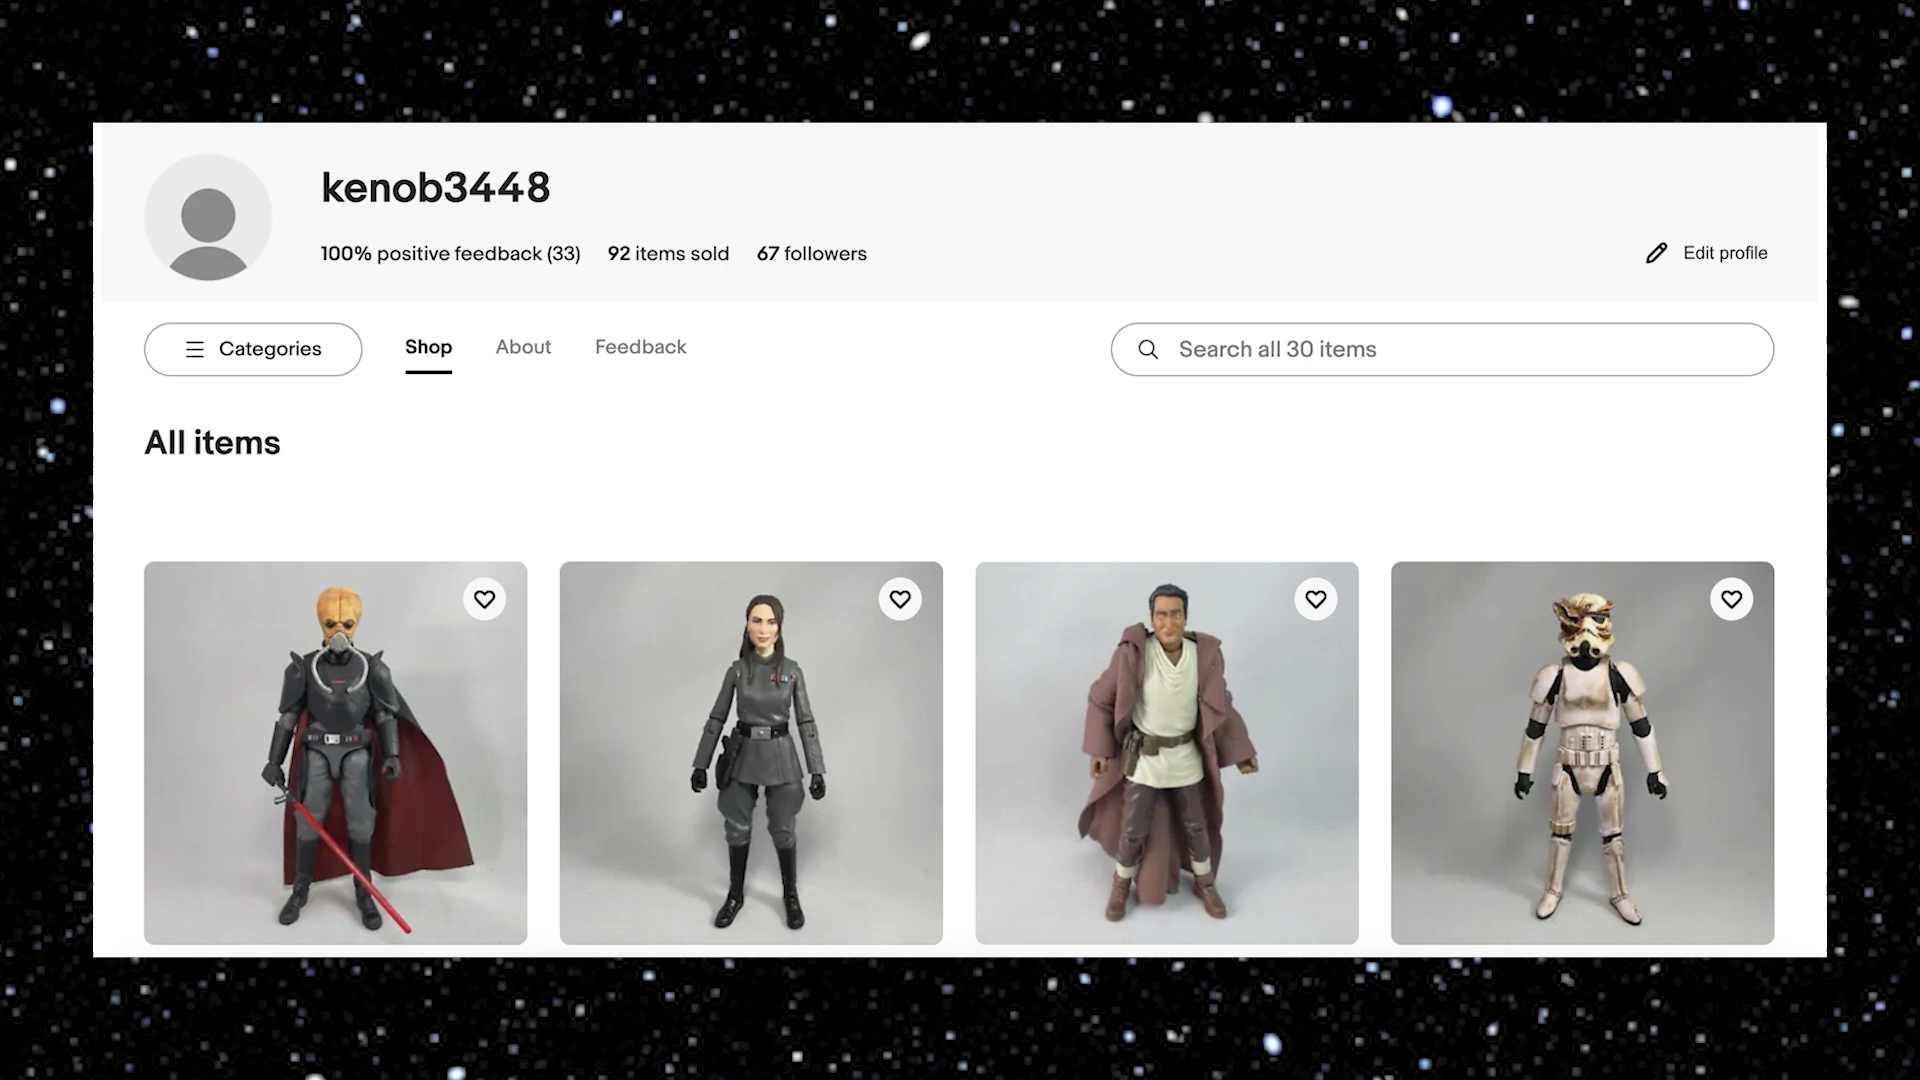 kenob3448
100% positive feedback (33) 92 items sold 67 followers
Edit profile
Categories Shop About Feedback Search all 30 items
All items